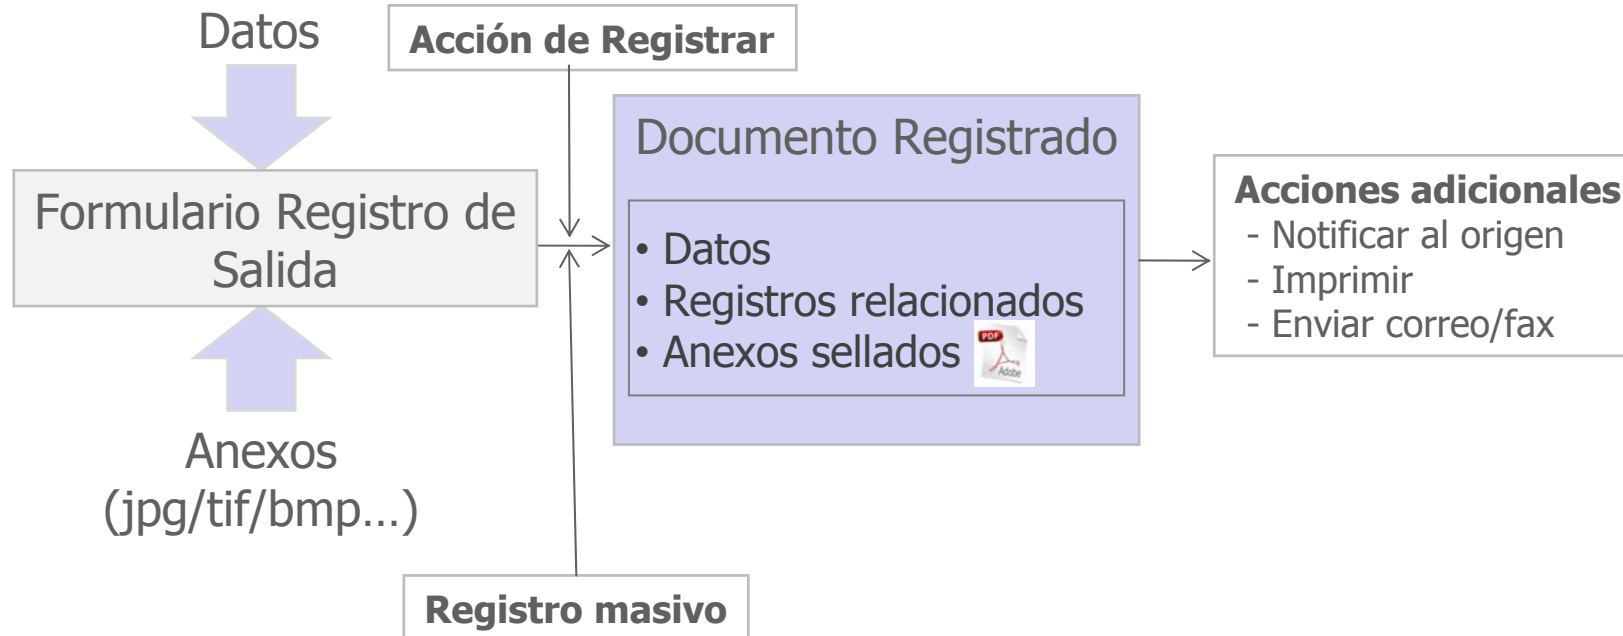 Datos
Acción de Registrar
Formulario Registro de
Salida
Anexos
(jpg/tif/bmp...)
Registro masivo
Documento Registrado
• Datos
• Registros relacionados
• Anexos sellados
PDF
Adobe
Acciones adicionales
- Notificar al origen
- Imprimir
- Enviar correo/fax